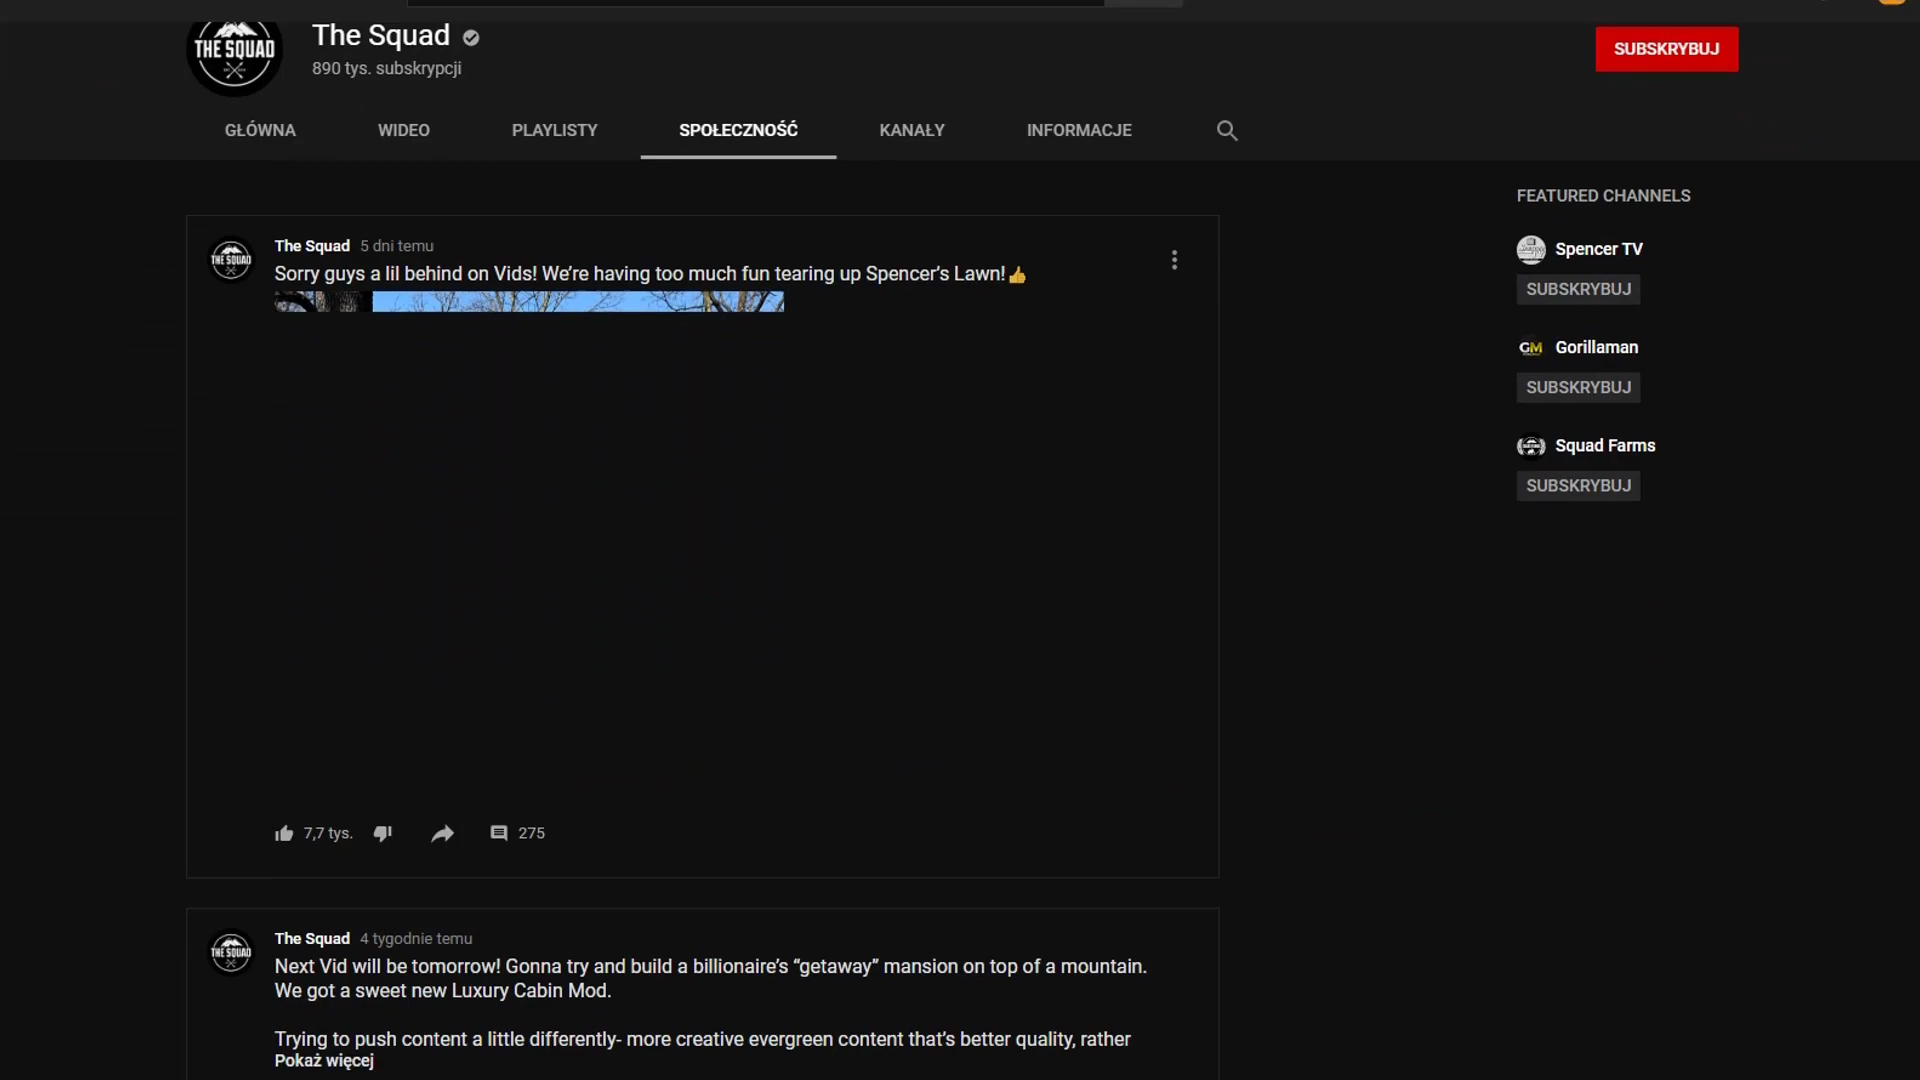 THE SQUAD
The Squad
890 tys. subskrypcji
SUBSKRYBUJ
GŁÓWNA
WIDEO
PLAYLISTY
SPOŁECZNOŚĆ
KANAŁY
INFORMACJE
FEATURED CHANNELS
THE SQUAD
The Squad 5 dni temu
Sorry guys a lil behind on Vids! We’re having too much fun tearing up Spencer’s Lawn!👍
Spencer TV
SUBSKRYBUJ
GM Gorillaman
SUBSKRYBUJ
Squad Farms
SUBSKRYBUJ
7,7 tys.
275
THE SQUAD
The Squad 4 tygodnie temu
Next Vid will be tomorrow! Gonna try and build a billionaire’s “getaway” mansion on top of a mountain.
We got a sweet new Luxury Cabin Mod.
Trying to push content a little differently- more creative evergreen content that’s better quality, rather
Pokaż więcej